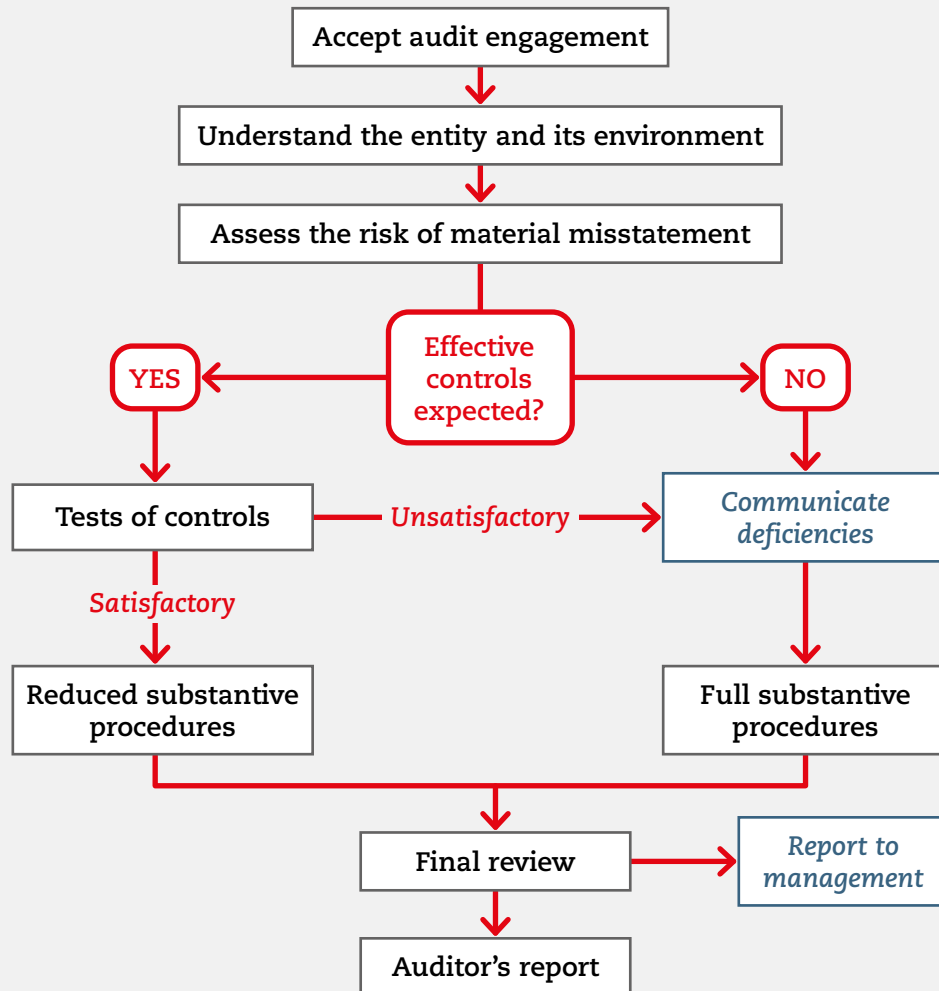 Accept audit engagement
Understand the entity and its environment
Assess the risk of material misstatement
Effective
controls
expected?
YES
NO
Tests of controls
Unsatisfactory
Communicate
deficiencies
Satisfactory
Reduced substantive
procedures
Full substantive
procedures
Final review
Report to
management
Auditor’s report